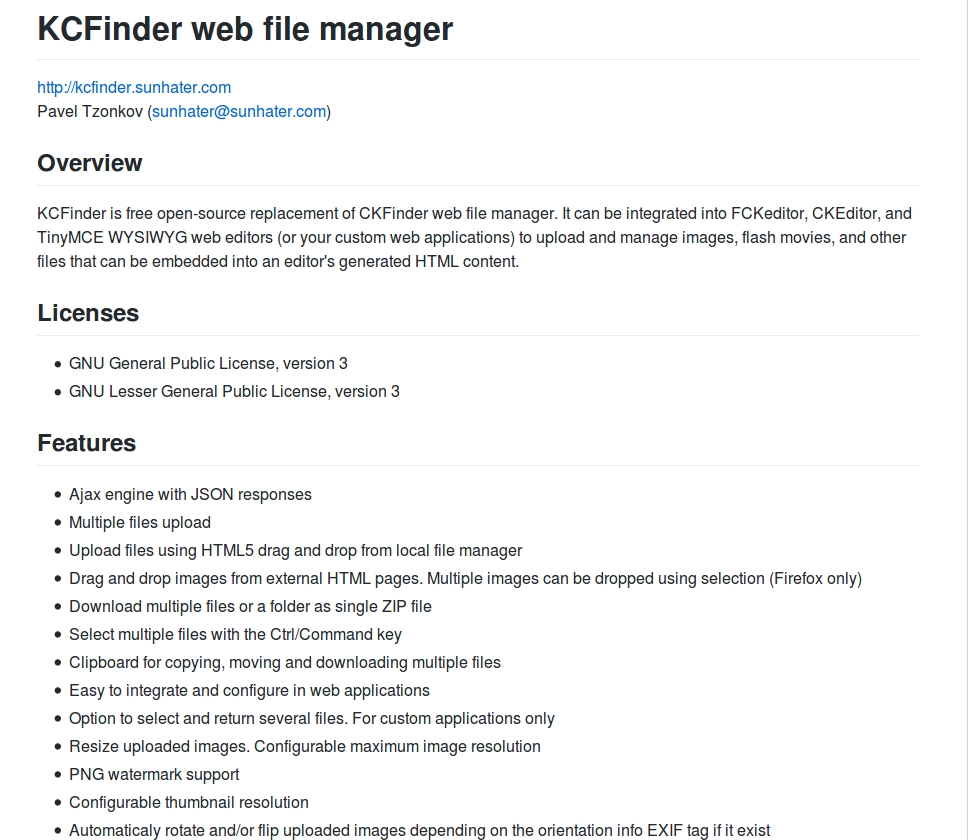 KCFinder web file manager
http://kcfinder.sunhater.com
Pavel Tzonkov (sunhater@sunhater.com)
Overview
KCFinder is free open-source replacement of CKFinder web file manager. It can be integrated into FCKeditor, CKEditor, and
TinyMCE WYSIWYG web editors (or your custom web applications) to upload and manage images, flash movies, and other
files that can be embedded into an editor's generated HTML content.
Licenses
• GNU General Public License, version 3
• GNU Lesser General Public License, version 3
Features
• Ajax engine with JSON responses
• Multiple files upload
• Upload files using HTML5 drag and drop from local file manager
• Drag and drop images from external HTML pages. Multiple images can be dropped using selection (Firefox only)
• Download multiple files or a folder as single ZIP file
• Select multiple files with the Ctrl/Command key
• Clipboard for copying, moving and downloading multiple files
• Easy to integrate and configure in web applications
• Option to select and return several files. For custom applications only
• Resize uploaded images. Configurable maximum image resolution
• PNG watermark support
• Configurable thumbnail resolution
• Automaticaly rotate and/or flip uploaded images depending on the orientation info EXIF tag if it exist